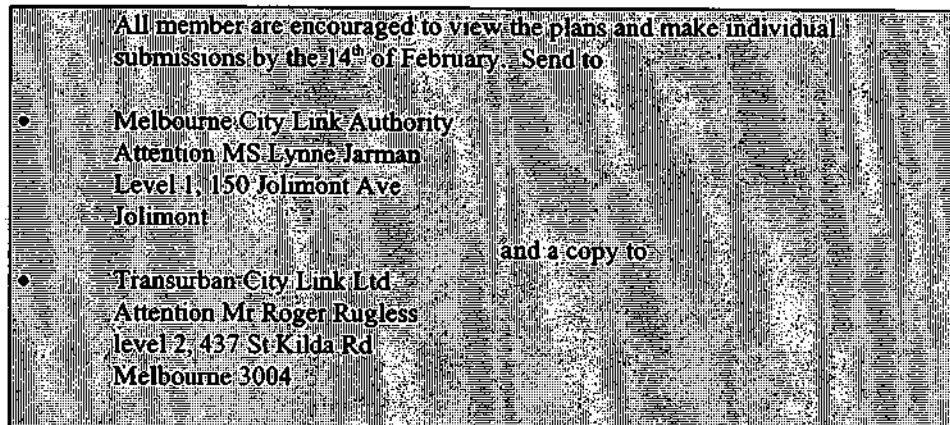 All member are encouraged to view the plans and make individual
submissions by the 14th of February. Send to
• Melbourne City Link Authority
Attention MS Lynne Jarman
Level 1, 150 Jolimont Ave
Jolimont
and a copy to
• Transurban City Link Ltd
Attention Mr Roger Rugless
level 2, 437 St Kilda Rd
Melbourne 3004